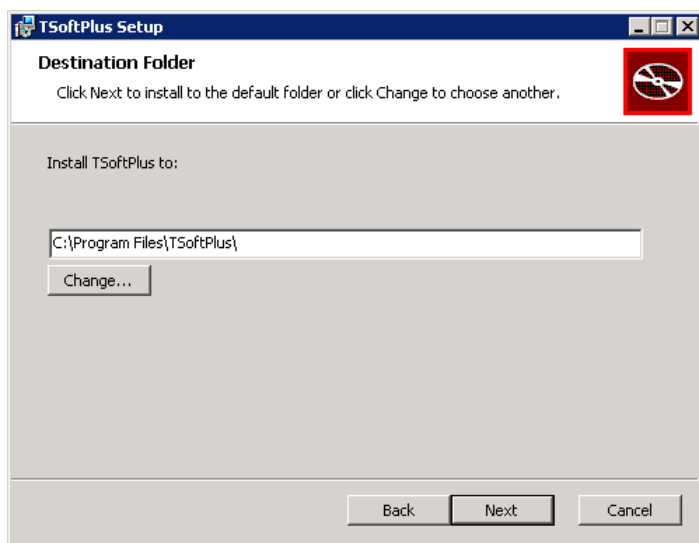 TSoftPlus Setup
Destination Folder
Click Next to install to the default folder or click Change to choose another.
Install TSoftPlus to:
C:\Program Files\TSoftPlus\
Change...
Back Next Cancel